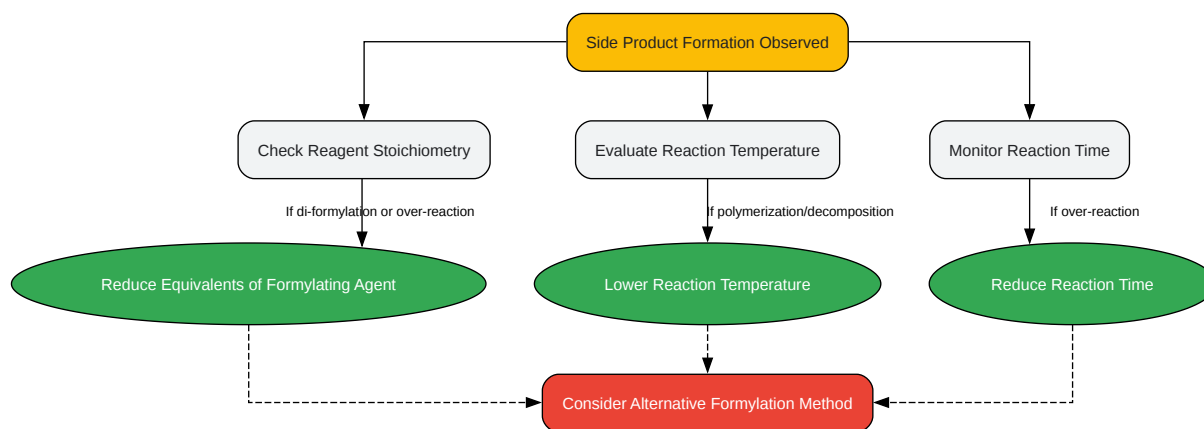 Side Product Formation Observed
Check Reagent Stoichiometry
Evaluate Reaction Temperature
Monitor Reaction Time
If di-formylation or over-reaction
If polymerization/decomposition
If over-reaction
Reduce Equivalents of Formylating Agent
Lower Reaction Temperature
Reduce Reaction Time
Consider Alternative Formylation Method